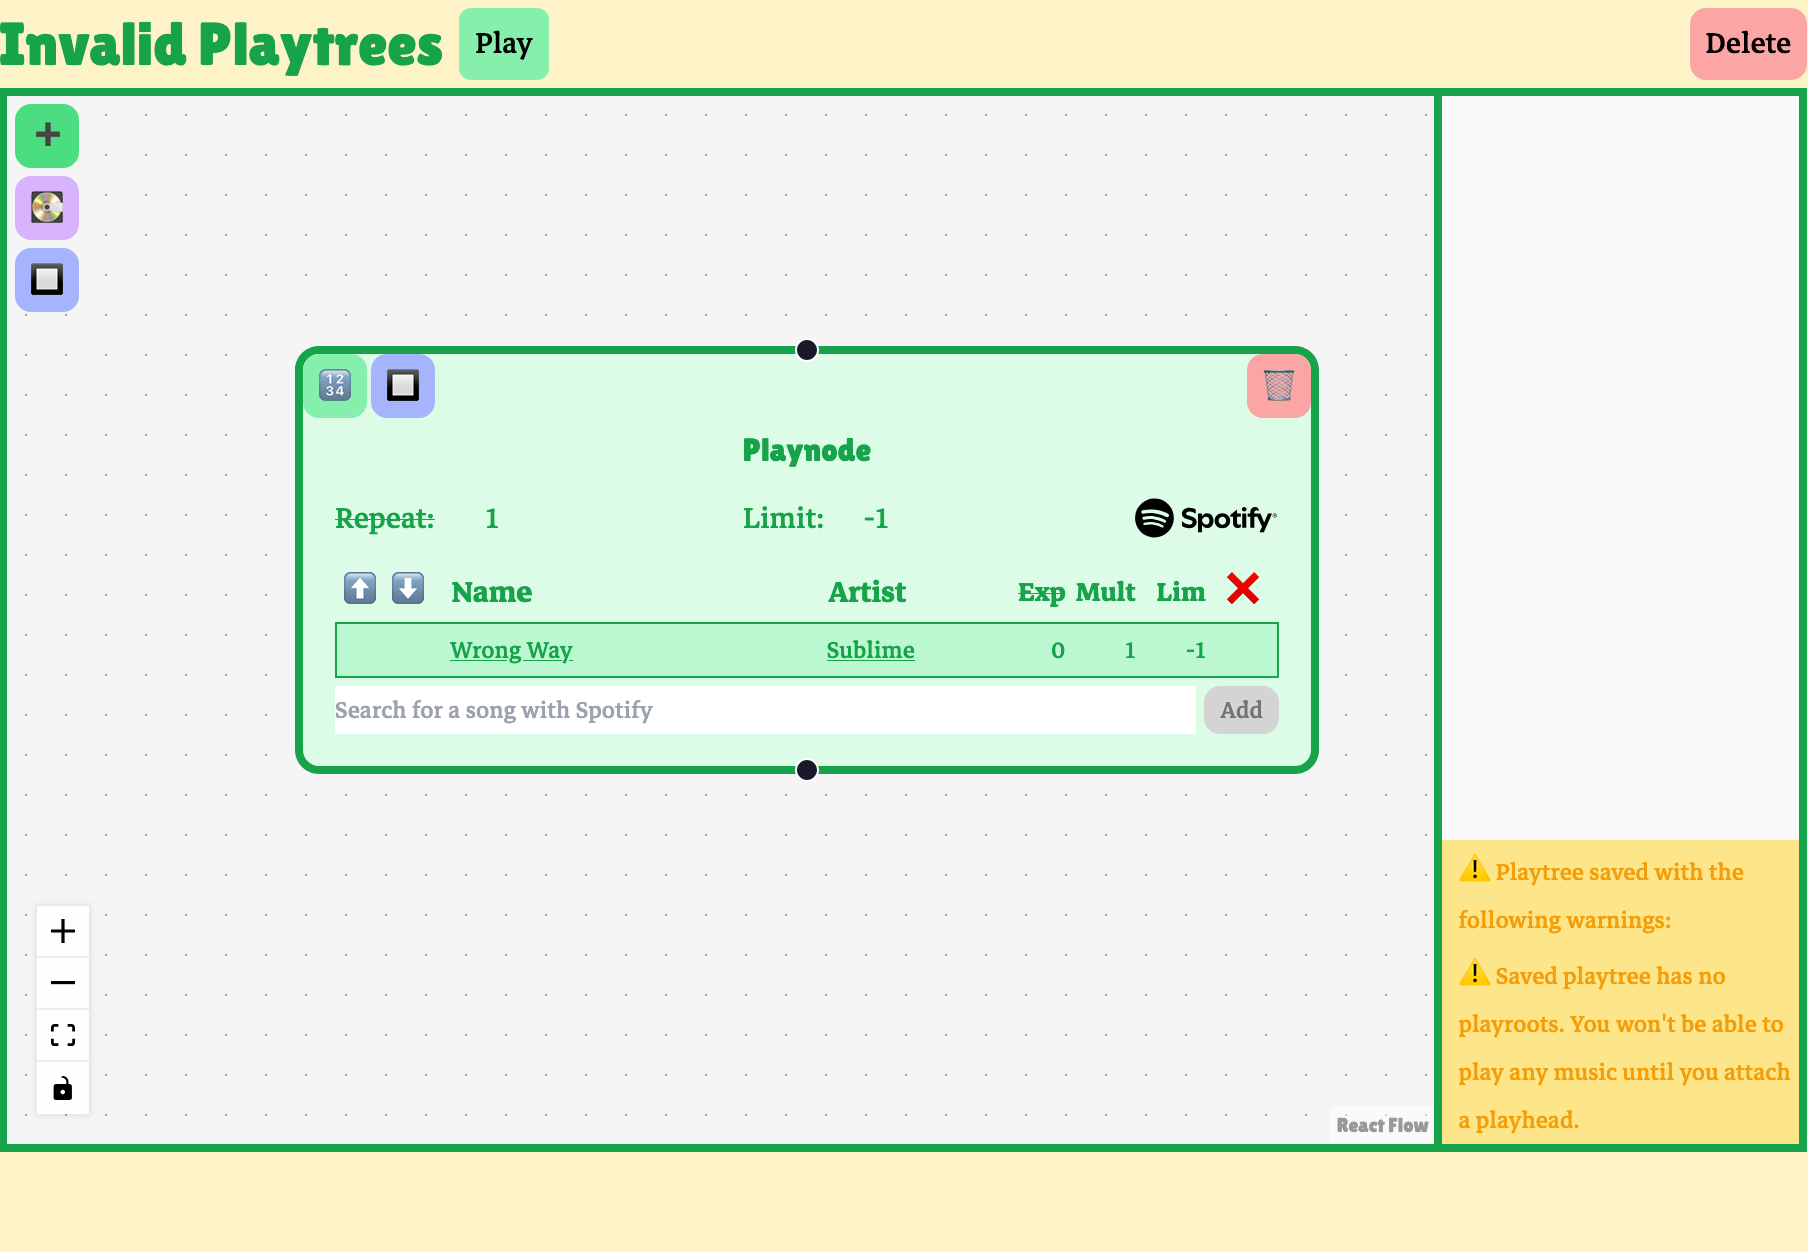 Invalid Playtrees
Play
Delete
Playnode
Repeat: 1
Limit: -1
Spotify
Name Artist Exp Mult Lim
Wrong Way Sublime 0 1 -1
Search for a song with Spotify
Add
React Flow
Playtree saved with the
following warnings:
Saved playtree has no
playroots. You won't be able to
play any music until you attach
a playhead.